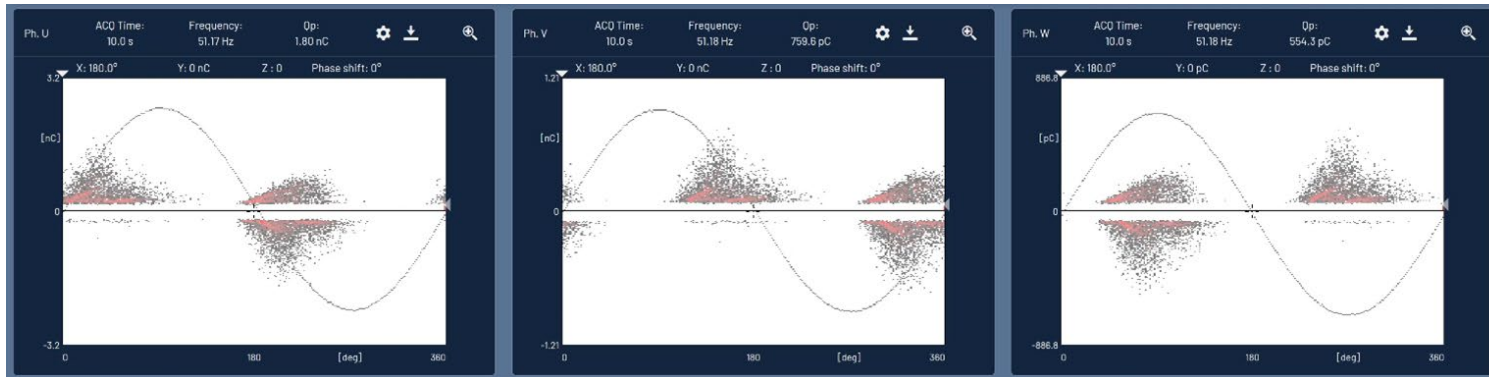 Ph. U
ACQ Time:
10.0 s
Frequency:
51.17 Hz
Qp:
1.80 nC
X: 180.0°
Y: 0 nC
Z : 0
Phase shift: 0°
3.2
[nC]
0
-3.2
0
180
[deg]
360
Ph. V
ACQ Time:
10.0 s
Frequency:
51.18 Hz
Qp:
759.6 pC
X: 180.0°
Y: 0 nC
Z : 0
Phase shift: 0°
1.21
[nC]
0
-1.21
0
180
[deg]
360
Ph. W
ACQ Time:
10.0 s
Frequency:
51.18 Hz
Qp:
554.3 pC
X: 180.0°
Y: 0 pC
Z : 0
Phase shift: 0°
886.8
[pC]
0
-886.8
0
180
[deg]
360